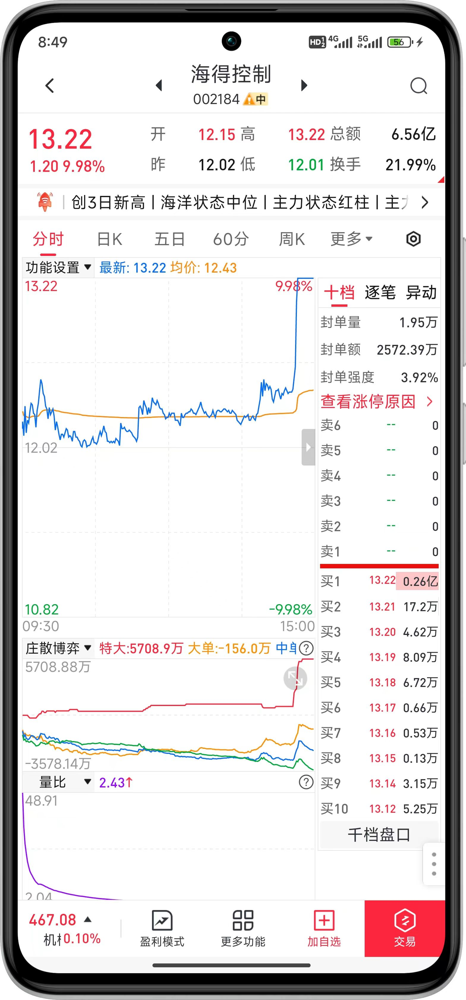 8:49
HD 1 2 4G 5G 56
海得控制
002184 中
13.22 开 12.15 高 13.22 总额 6.56亿
1.20 9.98% 昨 12.02 低 12.01 换手 21.99%
创3日新高 | 海洋状态中位 | 主力状态红柱 | 主
分时 日K 五日 60分 周K 更多
功能设置 最新: 13.22 均价: 12.43
13.22 9.98%
12.02
10.82 -9.98%
09:30 15:00
十档 逐笔 异动
封单量 1.95万
封单额 2572.39万
封单强度 3.92%
查看涨停原因
卖6 -- 0
卖5 -- 0
卖4 -- 0
卖3 -- 0
卖2 -- 0
卖1 -- 0
买1 13.22 0.26亿
买2 13.21 17.2万
买3 13.20 4.62万
买4 13.19 8.09万
买5 13.18 6.72万
买6 13.17 0.66万
买7 13.16 0.53万
买8 13.15 0.13万
买9 13.14 3.15万
买10 13.12 5.25万
千档盘口
庄散博弈 特大:5708.9万 大单:-156.0万 中 ?
5708.88万
-3578.14万
量比 2.43↑ ?
48.91
2.04
467.08
机 0.10%
盈利模式
更多功能
加自选
交易